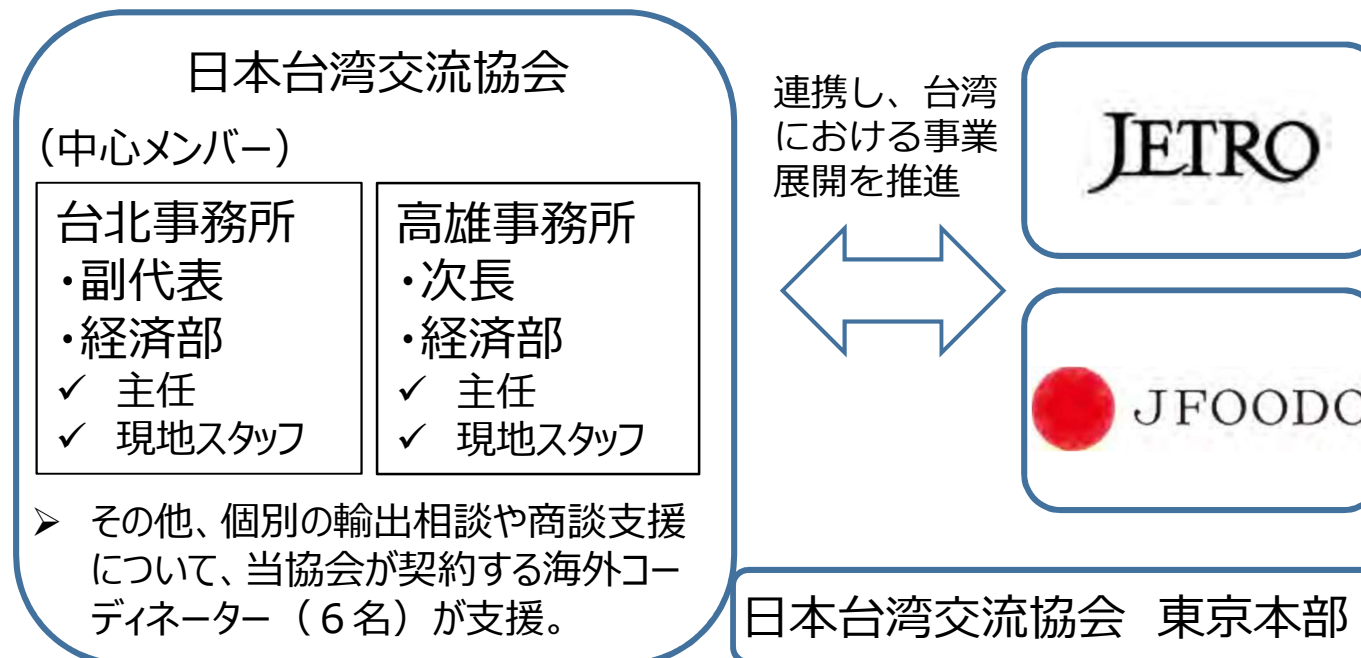 日本台湾交流協会
（中心メンバー）
台北事務所
・副代表
・経済部
✓ 主任
✓ 現地スタッフ
高雄事務所
・次長
・経済部
✓ 主任
✓ 現地スタッフ
➢ その他、個別の輸出相談や商談支援
について、当協会が契約する海外コー
ディネーター（６名）が支援。
連携し、台湾
における事業
展開を推進
JETRO
JFOODO
日本台湾交流協会 東京本部